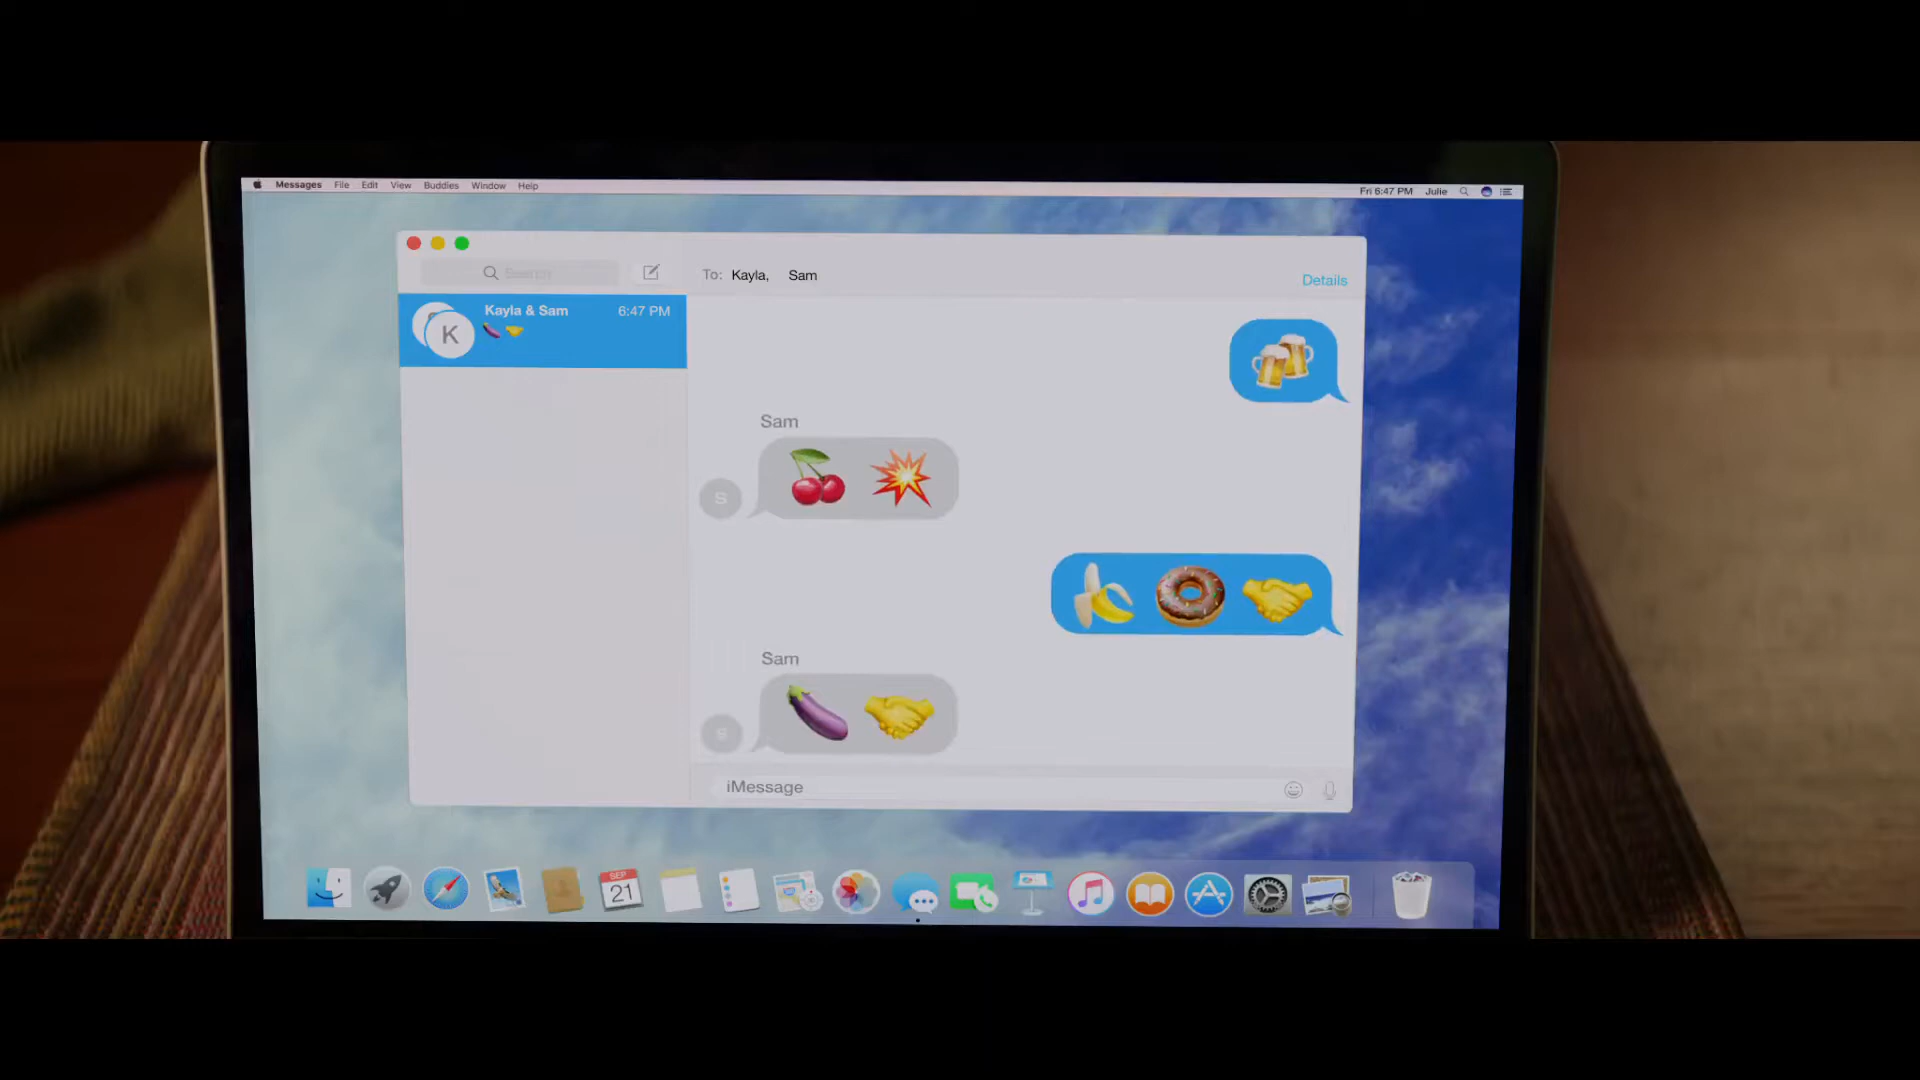 Messages File Edit View Buddies Window Help
Fri 6:47 PM Julie
Search
To: Kayla, Sam
Details
Kayla & Sam 6:47 PM
K
Sam
S
Sam
S
iMessage
SEP
21